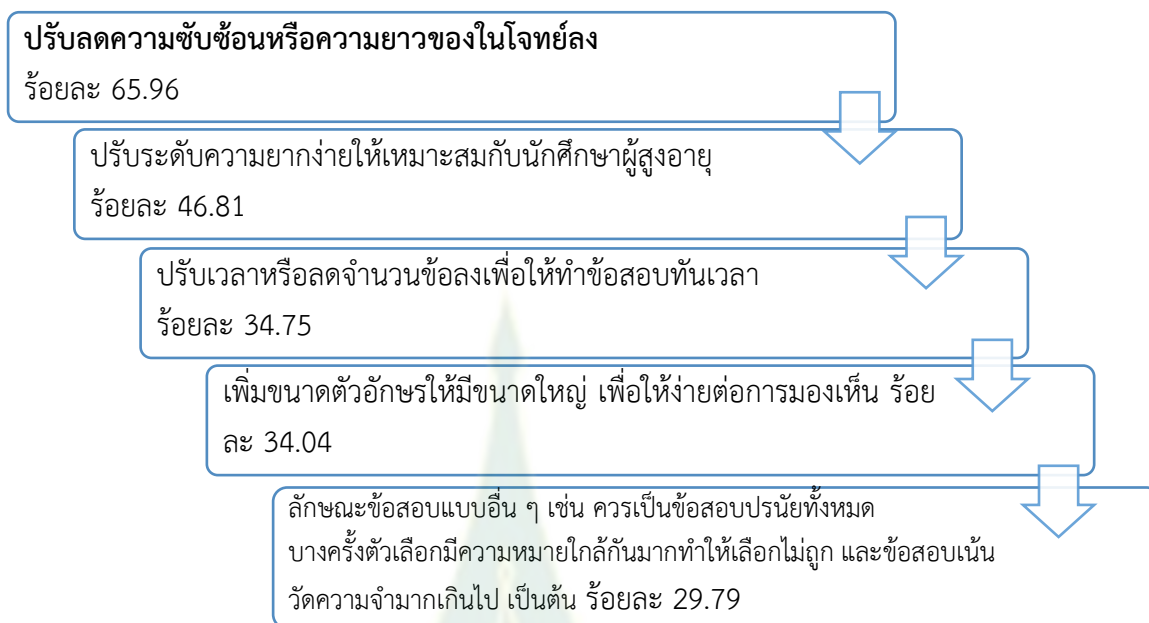 ปรับลดความซับซ้อนหรือความยาวของในโจทย์ลง
ร้อยละ 65.96
ปรับระดับความยากง่ายให้เหมาะสมกับนักศึกษาผู้สูงอายุ
ร้อยละ 46.81
ปรับเวลาหรือลดจำนวนข้อลงเพื่อให้ทำข้อสอบทันเวลา
ร้อยละ 34.75
เพิ่มขนาดตัวอักษรให้มีขนาดใหญ่ เพื่อให้ง่ายต่อการมองเห็น ร้อย
ละ 34.04
ลักษณะข้อสอบแบบอื่น ๆ เช่น ควรเป็นข้อสอบปรนัยทั้งหมด
บางครั้งตัวเลือกมีความหมายใกล้กันมากทำให้เลือกไม่ถูก และข้อสอบเน้น
วัดความจำมากเกินไป เป็นต้น ร้อยละ 29.79